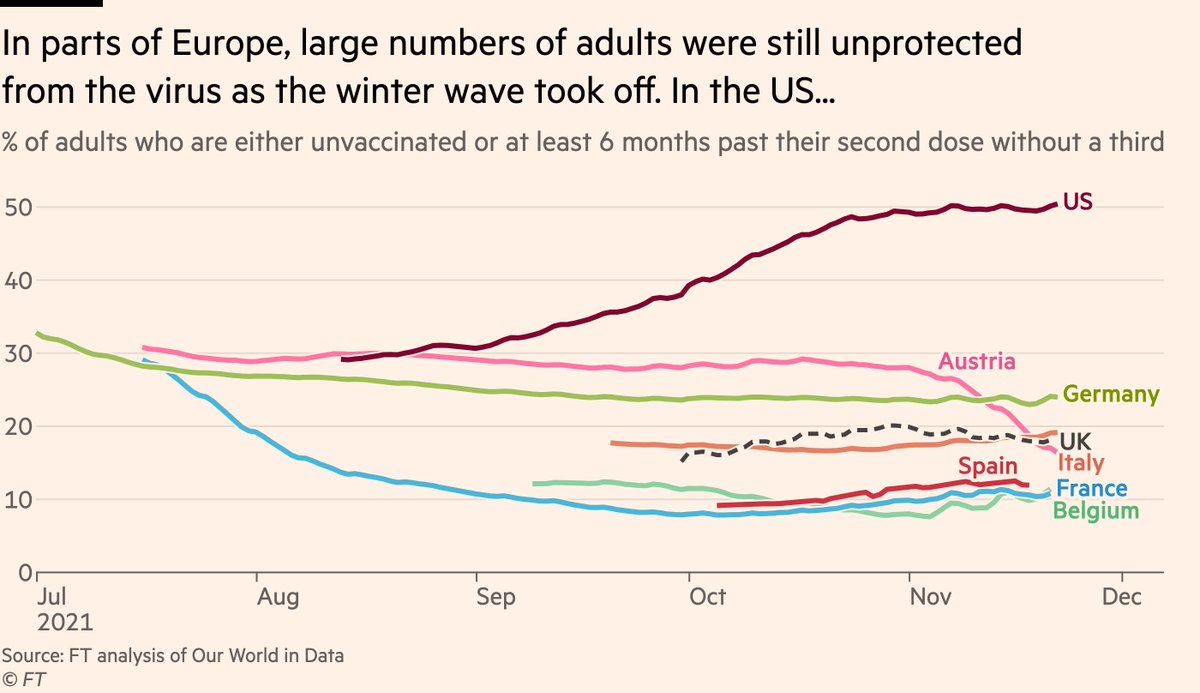 In parts of Europe, large numbers of adults were still unprotected
from the virus as the winter wave took off. In the US...
% of adults who are either unvaccinated or at least 6 months past their second dose without a third
50
US
40
30
Austria
Germany
20
UK
Italy
Spain
10
France
Belgium
0
Jul
2021
Aug
Sep
Oct
Nov
Dec
Source: FT analysis of Our World in Data
© FT